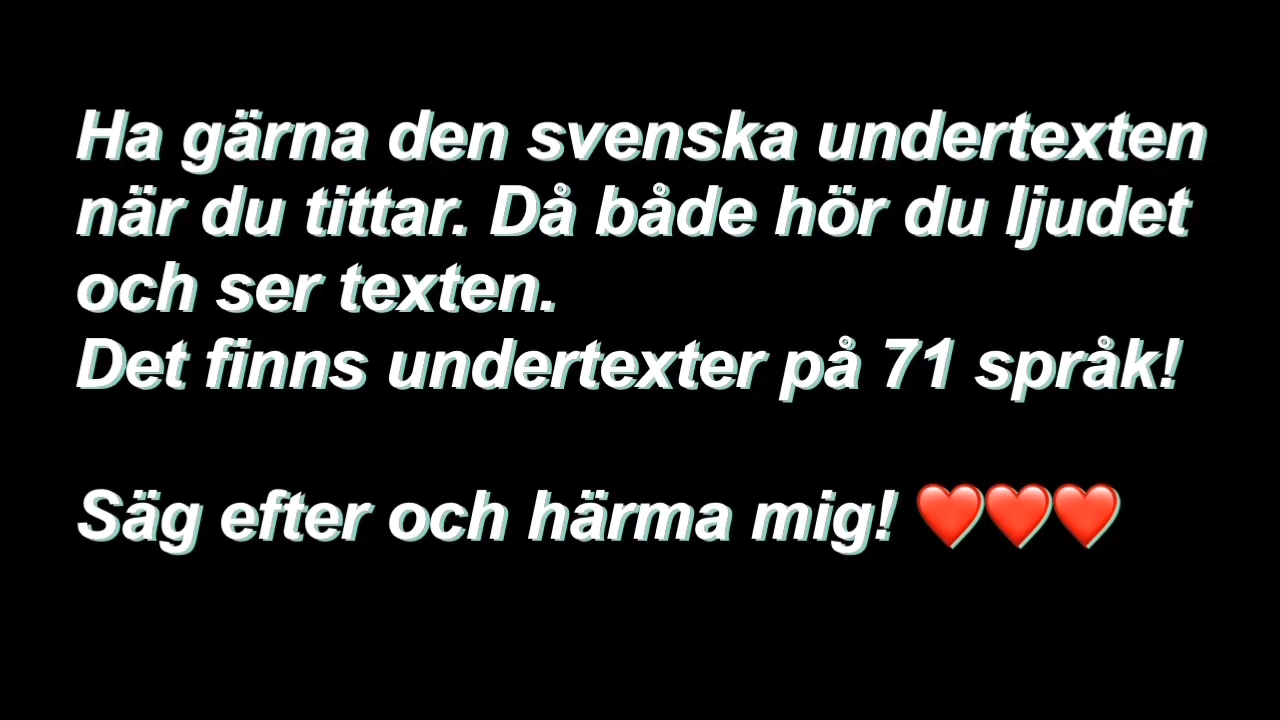 Ha gärna den svenska undertexten
när du tittar. Då både hör du ljudet
och ser texten.
Det finns undertexter på 71 språk!
Säg efter och härma mig! ❤️❤️❤️